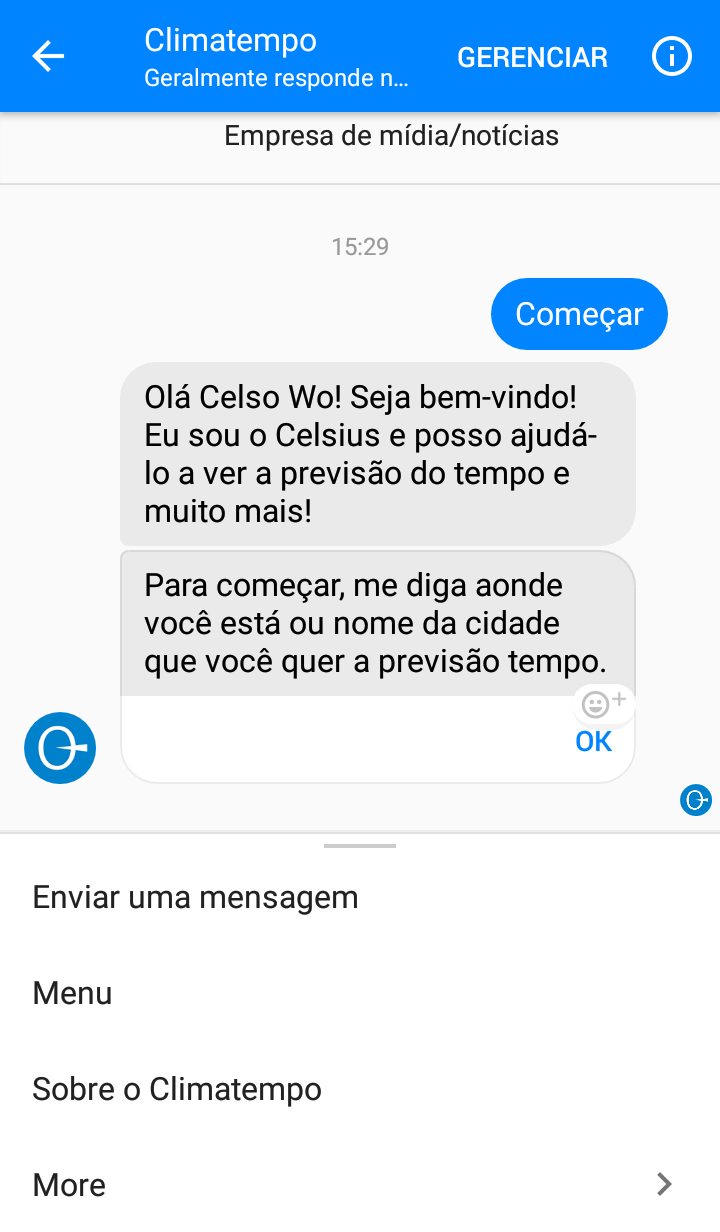 Climatempo
Geralmente responde n...
GERENCIAR
Empresa de mídia/notícias
15:29
Começar
Olá Celso Wo! Seja bem-vindo!
Eu sou o Celsius e posso ajudá-
lo a ver a previsão do tempo e
muito mais!
Para começar, me diga aonde
você está ou nome da cidade
que você quer a previsão tempo.
OK
Enviar uma mensagem
Menu
Sobre o Climatempo
More